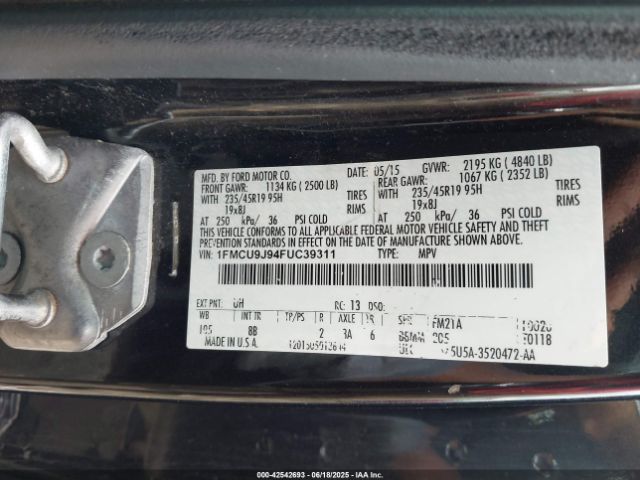 MFD. BY FORD MOTOR CO. DATE: 05/15 GVWR: 2195 KG ( 4840 LB)
FRONT GAWR: 1134 KG ( 2500 LB) REAR GAWR: 1067 KG ( 2352 LB)
WITH 235/45R19 95H TIRES WITH 235/45R19 95H TIRES
19x8J RIMS 19x8J RIMS
AT 250 kPa/ 36 PSI COLD AT 250 kPa/ 36 PSI COLD
THIS VEHICLE CONFORMS TO ALL APPLICABLE FEDERAL MOTOR VEHICLE SAFETY AND THEFT
PREVENTION STANDARDS IN EFFECT ON THE DATE OF MANUFACTURE SHOWN ABOVE.
VIN: 1FMCU9J94FUC39311 TYPE: MPV
EXT PNT: UH RC: 13 DSO:
WB INT TR TP/PS R AXLE TR SPR FM21A
105 8B 2 3A 6
MADE IN U.S.A. 5U5A-3520472-AA
00-42542693 | 06/18/2025 | IAA Inc.